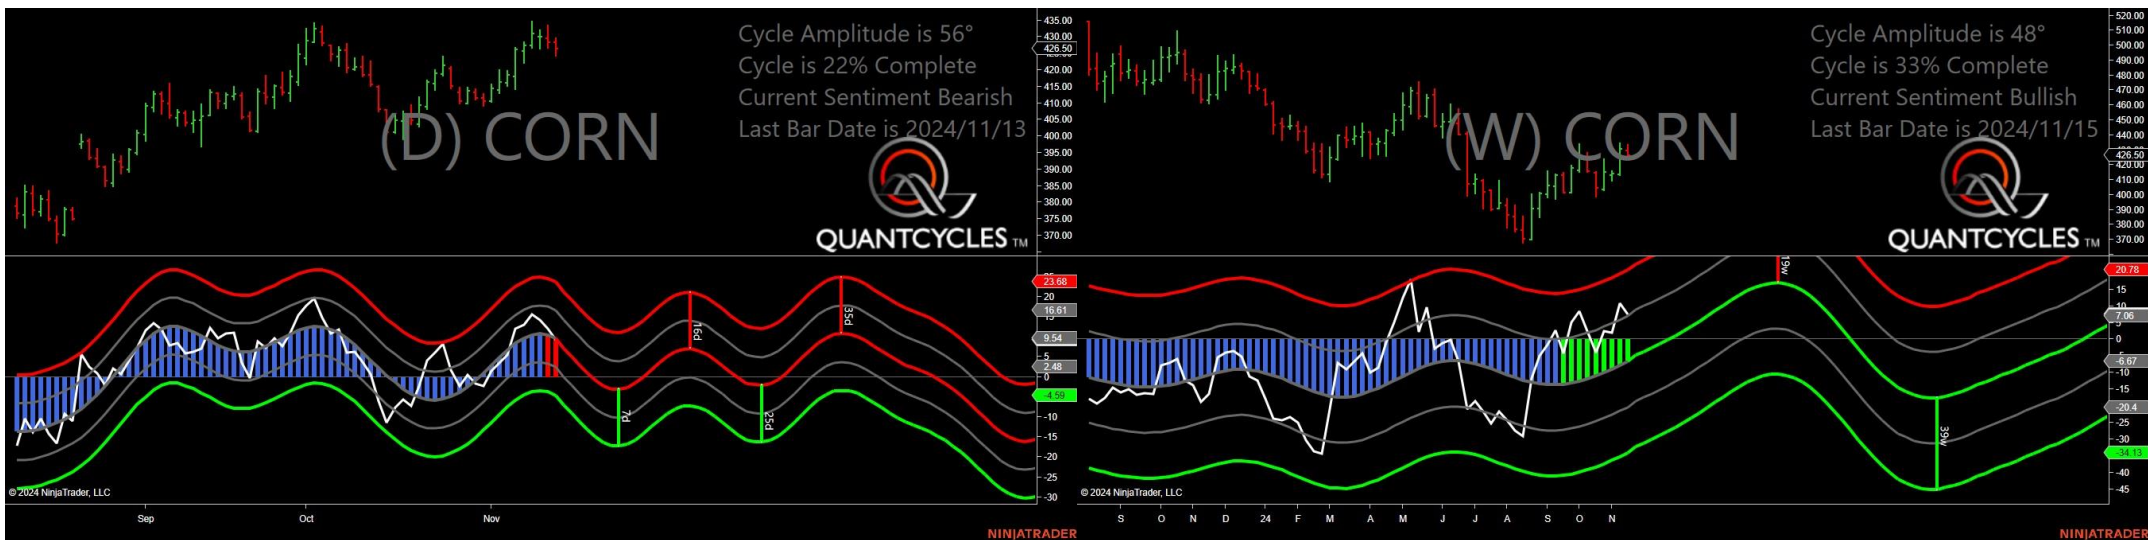 Cycle Amplitude is 56°
Cycle is 22% Complete
Current Sentiment Bearish
Last Bar Date is 2024/11/13
(D) CORN
QUANTCYCLES TM
435.00
430.00
426.50
420.00
415.00
410.00
405.00
400.00
395.00
390.00
385.00
380.00
375.00
370.00
23.68
20
16.61
9.54
5
2.48
0
-4.59
-10
-15
-20
-25
-30
16d
35d
7d
25d
© 2024 NinjaTrader, LLC
Sep Oct Nov
NINJATRADER
Cycle Amplitude is 48°
Cycle is 33% Complete
Current Sentiment Bullish
Last Bar Date is 2024/11/15
(W) CORN
QUANTCYCLES TM
520.00
510.00
500.00
490.00
480.00
470.00
460.00
450.00
440.00
426.50
420.00
410.00
400.00
390.00
380.00
370.00
20.78
15
7.06
0
-6.67
-10
-15
-20.4
-25
-30
-34.13
-40
-45
19w
39w
© 2024 NinjaTrader, LLC
S O N D 24 F M A M J J A S O N
NINJATRADER